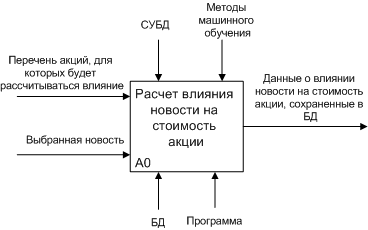 СУБД
Методы
машинного
обучения
Перечень акций, для
которых будет
рассчитываться влияние
Расчет влияния
новости на
стоимость
акции
Данные о влиянии
новости на стоимость
акции, сохраненные в
БД
Выбранная новость
A0
БД
Программа